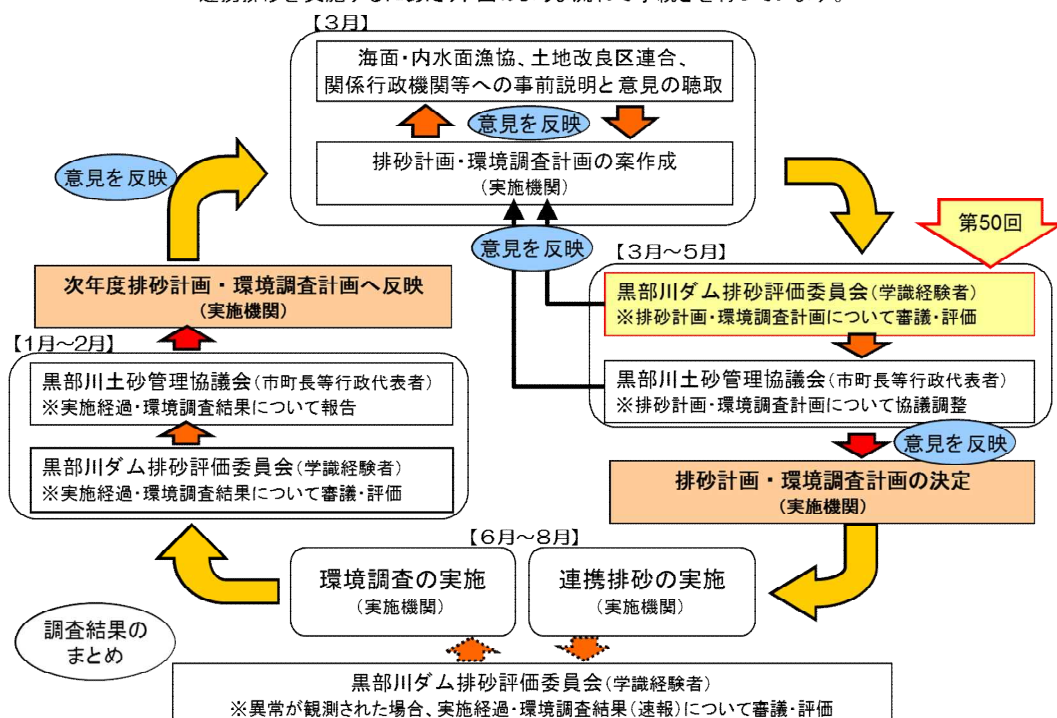 【3月】
海面・内水面漁協、土地改良区連合、
関係行政機関等への事前説明と意見の聴取
意見を反映
排砂計画・環境調査計画の案作成
(実施機関)
意見を反映
意見を反映
第50回
【3月~5月】
黒部川ダム排砂評価委員会(学識経験者)
※排砂計画・環境調査計画について審議・評価
黒部川土砂管理協議会(市町長等行政代表者)
※排砂計画・環境調査計画について協議調整
意見を反映
排砂計画・環境調査計画の決定
(実施機関)
次年度排砂計画・環境調査計画へ反映
(実施機関)
【1月~2月】
黒部川土砂管理協議会(市町長等行政代表者)
※実施経過・環境調査結果について報告
黒部川ダム排砂評価委員会(学識経験者)
※実施経過・環境調査結果について審議・評価
【6月~8月】
環境調査の実施
(実施機関)
連携排砂の実施
(実施機関)
調査結果の
まとめ
黒部川ダム排砂評価委員会(学識経験者)
※異常が観測された場合、実施経過・環境調査結果(速報)について審議・評価